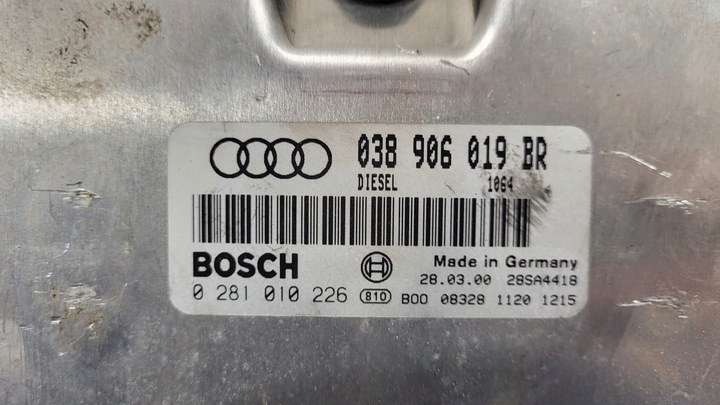 038 906 019 BR
DIESEL 1064
BOSCH
Made in Germany
28.03.00 28SA4418
0 281 010 226 810 B00 08328 1120 1215